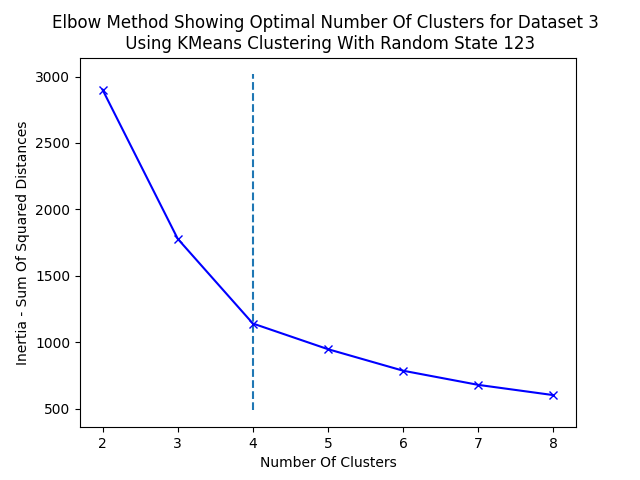 Elbow Method Showing Optimal Number Of Clusters for Dataset 3
Using KMeans Clustering With Random State 123
3000
2500
2000
1500
1000
500
Inertia - Sum Of Squared Distances
2 3 4 5 6 7 8
Number Of Clusters